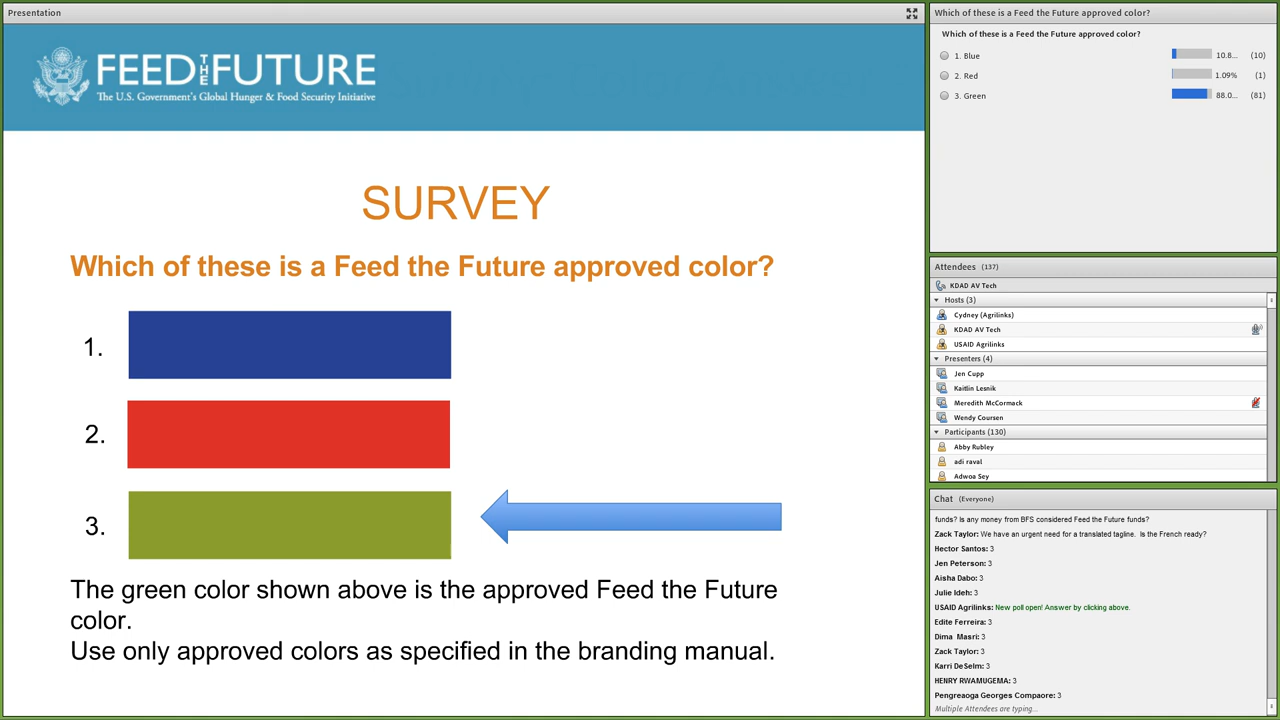 Presentation
FEED THE FUTURE
The U.S. Government's Global Hunger & Food Security Initiative
SURVEY
Which of these is a Feed the Future approved color?
1.
2.
3.
The green color shown above is the approved Feed the Future
color.
Use only approved colors as specified in the branding manual.
Which of these is a Feed the Future approved color?
Which of these is a Feed the Future approved color?
1. Blue 10.8... (10)
2. Red 1.09% (1)
3. Green 88.0... (81)
Attendees (137)
KDAD AV Tech
Hosts (3)
Cydney (Agrilinks)
KDAD AV Tech
USAID Agrilinks
Presenters (4)
Jen Cupp
Kaitlin Lesnik
Meredith McCormack
Wendy Coursen
Participants (130)
Abby Rubley
adi raval
Adwoa Sey
Chat (Everyone)
funds? Is any money from BFS considered Feed the Future funds?
Zack Taylor: We have an urgent need for a translated tagline. Is the French ready?
Hector Santos: 3
Jen Peterson: 3
Aisha Dabo: 3
Julie Ideh: 3
USAID Agrilinks: New poll open! Answer by clicking above.
Edite Ferreira: 3
Dima Masri: 3
Zack Taylor: 3
Karri DeSelm: 3
HENRY RWAMUGEMA: 3
Pengreaoga Georges Compaore: 3
Multiple Attendees are typing...